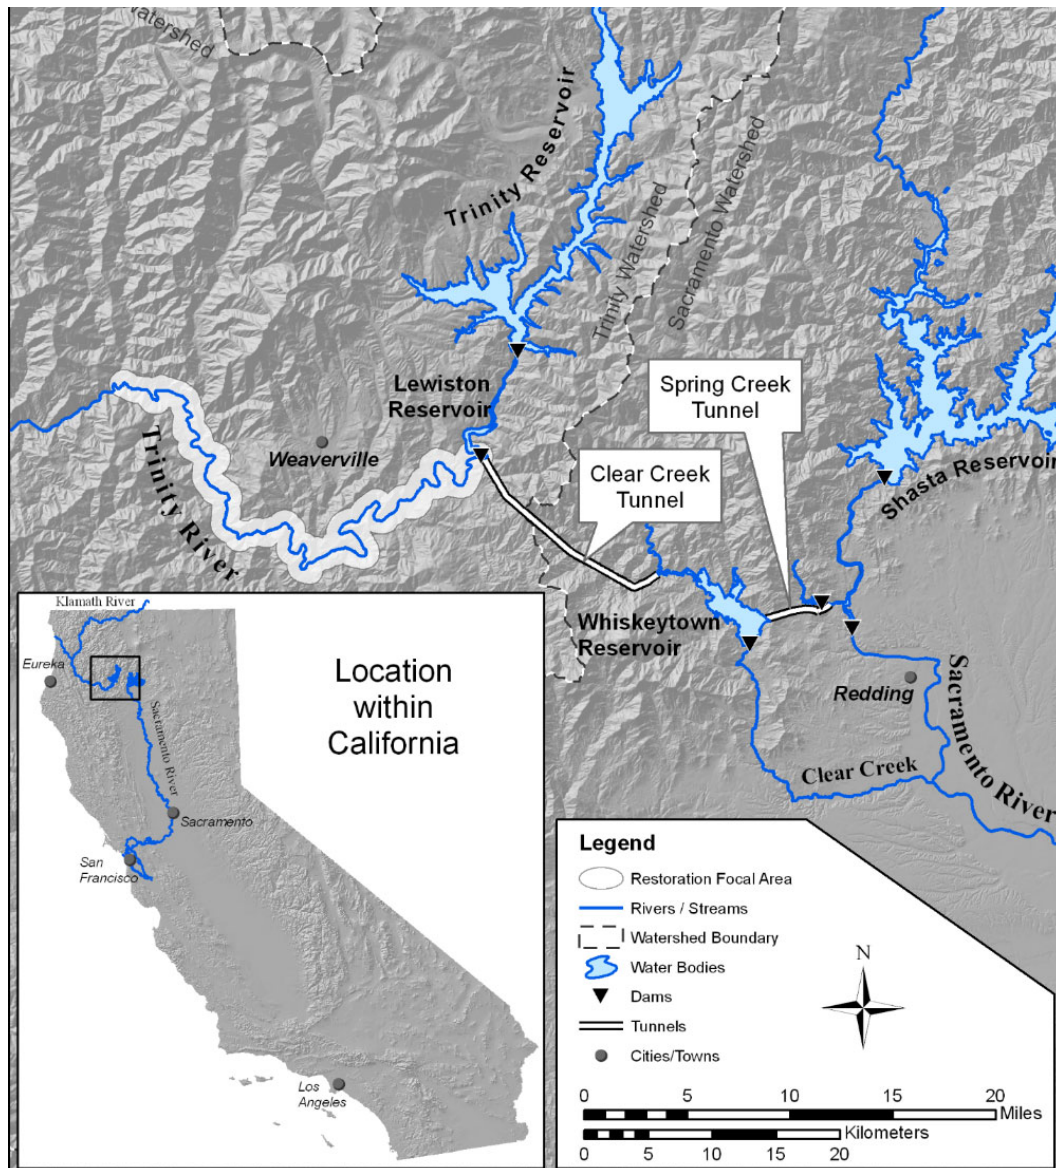 Watershed
Watershed
Trinity Reservoir
Trinity Watershed
Sacramento Watershed
Lewiston
Reservoir
Spring Creek
Tunnel
Weaverville
Clear Creek
Tunnel
Shasta Reservoir
Trinity River
Whiskeytown
Reservoir
Redding
Sacramento River
Clear Creek
Klamath River
Eureka
Location
within
California
Sacramento River
Sacramento
San
Francisco
Los
Angeles
Legend
Restoration Focal Area
Rivers / Streams
Watershed Boundary
Water Bodies
Dams
Tunnels
Cities/Towns
N
0 5 10 15 20
Miles
Kilometers
0 5 10 15 20